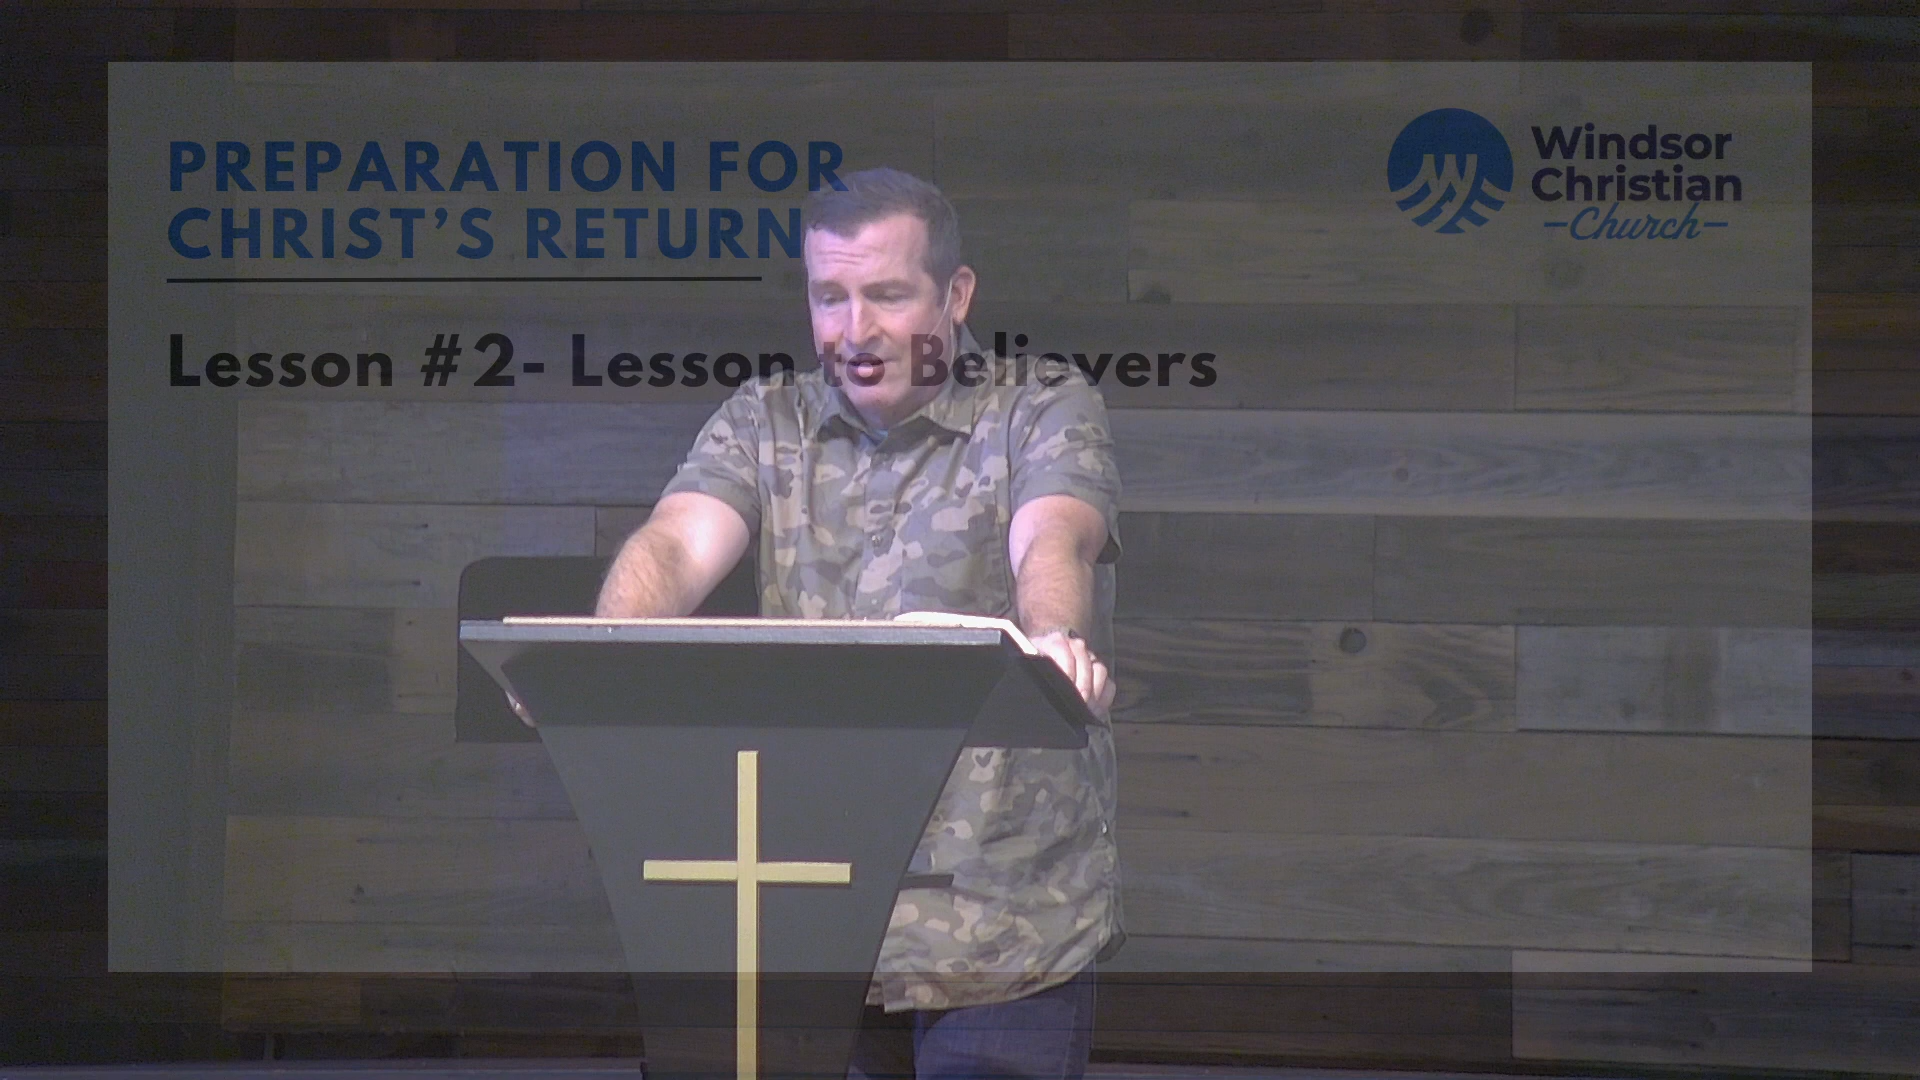 PREPARATION FOR
CHRIST'S RETURN
Lesson #2- Lesson to Believers
Windsor
Christian
-Church-